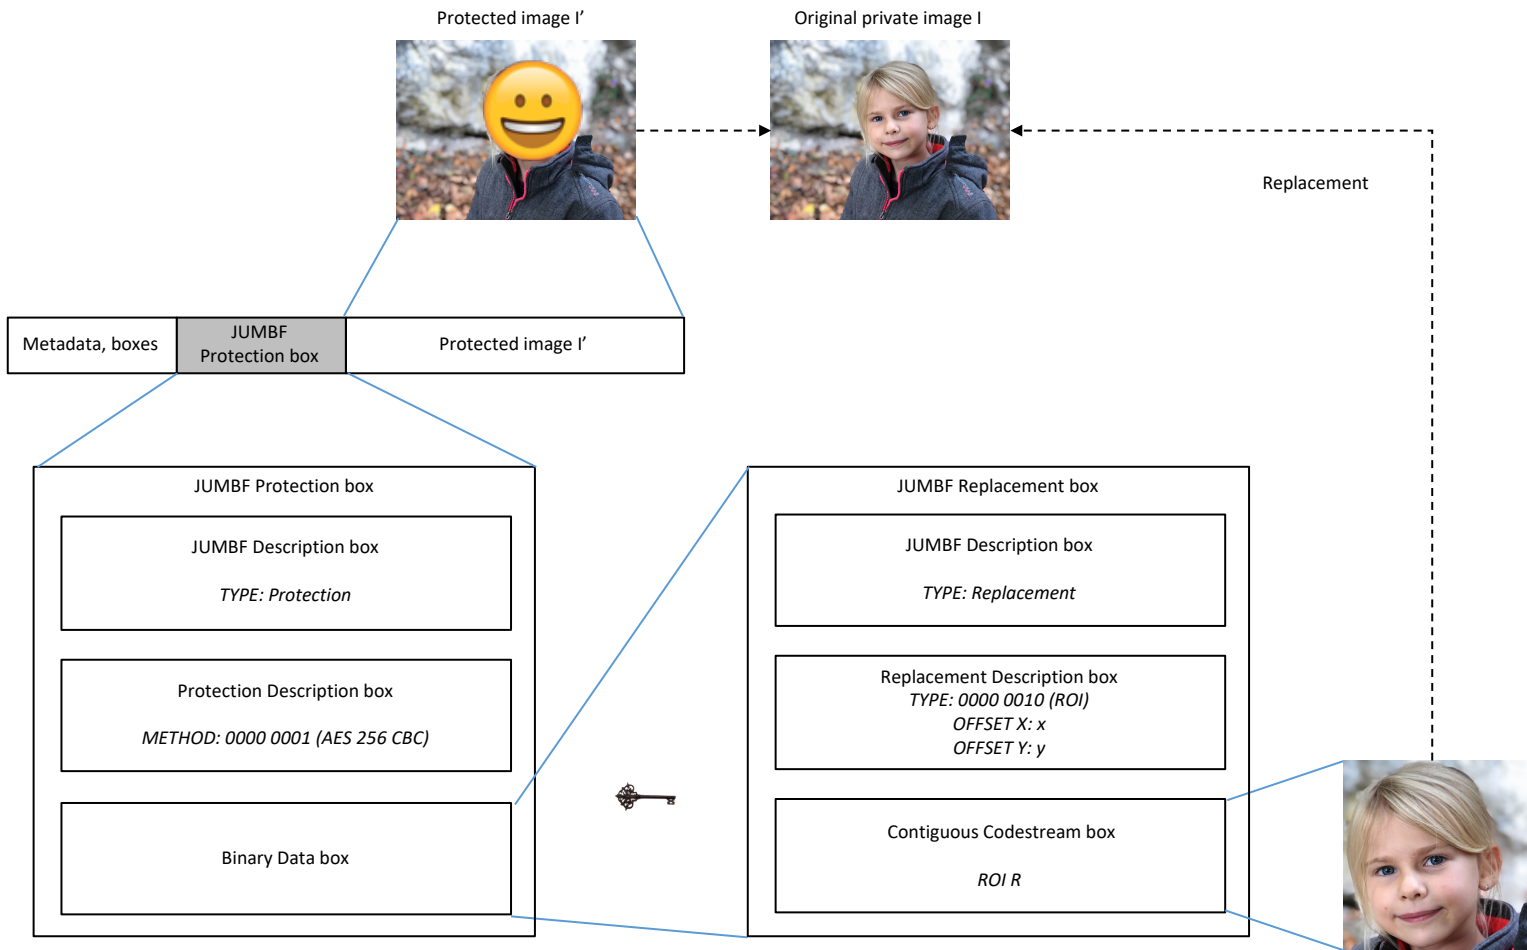 Protected image I’
Original private image I
Replacement
Metadata, boxes
JUMBF
Protection box
Protected image I’
JUMBF Protection box
JUMBF Description box
TYPE: Protection
Protection Description box
METHOD: 0000 0001 (AES 256 CBC)
Binary Data box
JUMBF Replacement box
JUMBF Description box
TYPE: Replacement
Replacement Description box
TYPE: 0000 0010 (ROI)
OFFSET X: x
OFFSET Y: y
Contiguous Codestream box
ROI R